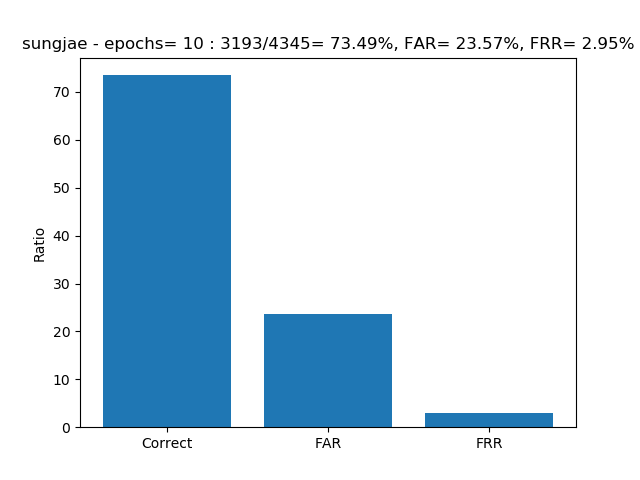 sungjae - epochs= 10 : 3193/4345= 73.49%, FAR= 23.57%, FRR= 2.95%
70
60
50
40
30
20
10
0
Ratio
Correct
FAR
FRR